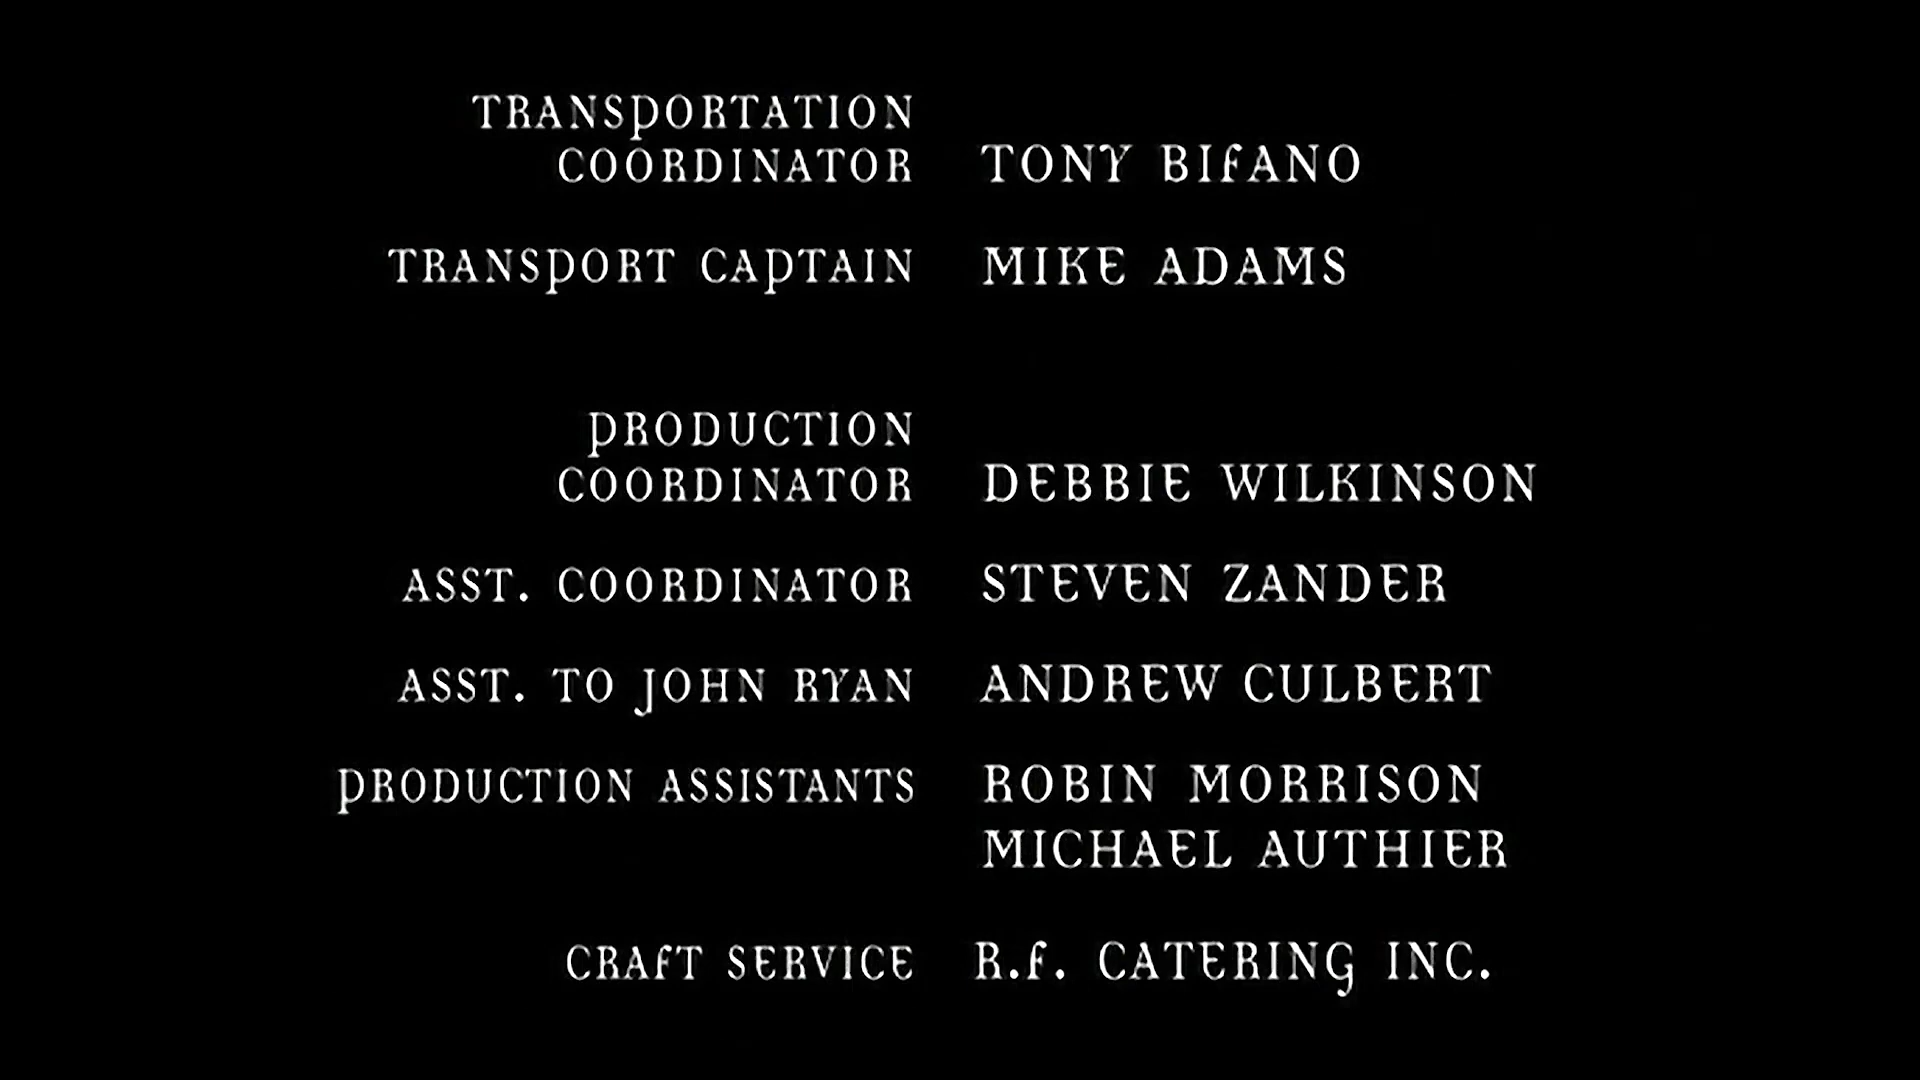 TRANSPORTATION
COORDINATOR TONY BIFANO
TRANSPORT CAPTAIN MIKE ADAMS
PRODUCTION
COORDINATOR DEBBIE WILKINSON
ASST. COORDINATOR STEVEN ZANDER
ASST. TO JOHN RYAN ANDREW CULBERT
PRODUCTION ASSISTANTS ROBIN MORRISON
MICHAEL AUTHIER
CRAFT SERVICE R.F. CATERING INC.